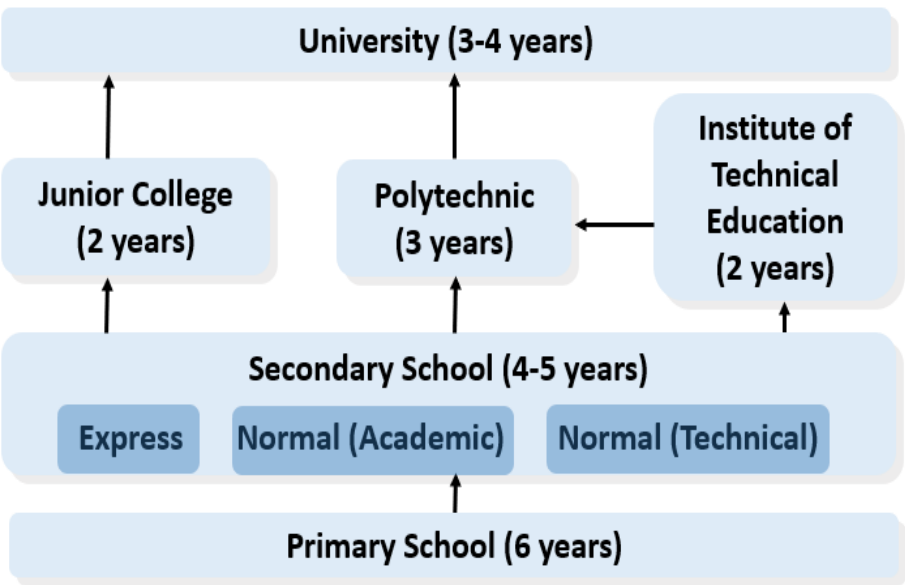 University (3-4 years)
Junior College
(2 years)
Polytechnic
(3 years)
Institute of
Technical
Education
(2 years)
Secondary School (4-5 years)
Express
Normal (Academic)
Normal (Technical)
Primary School (6 years)